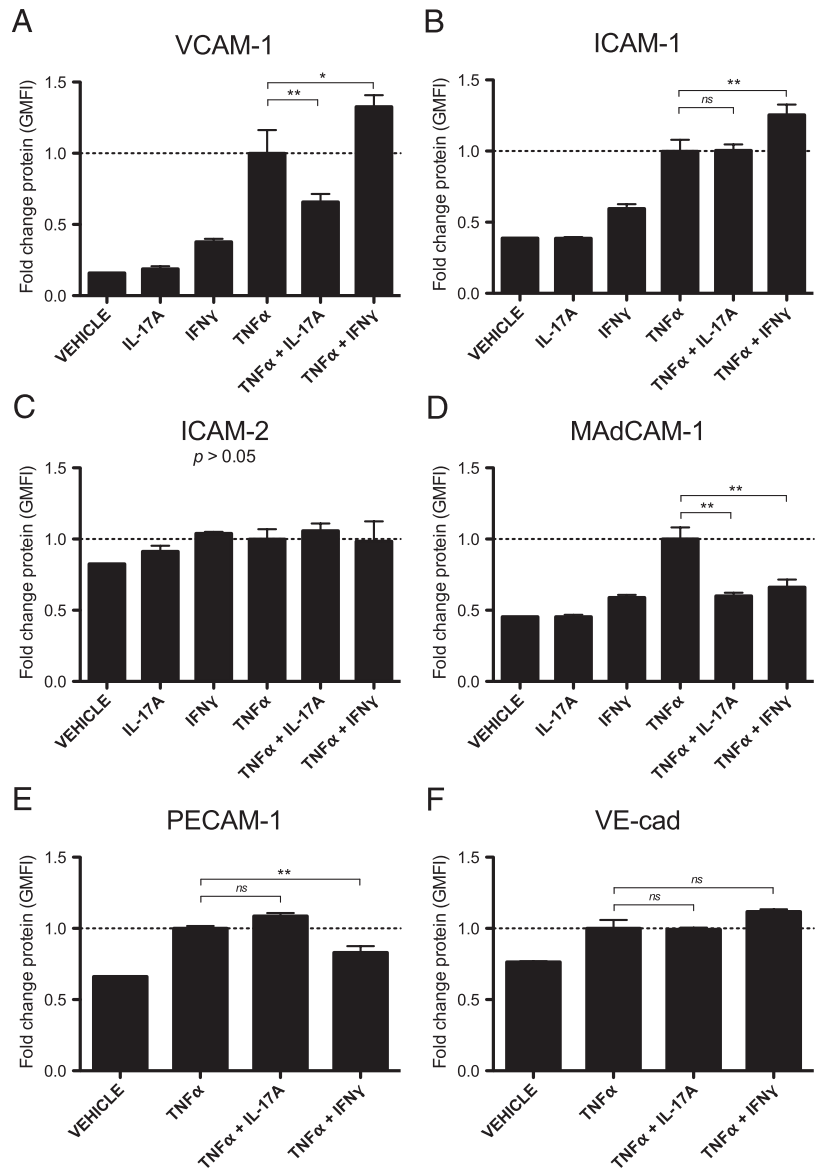 A
VCAM-1
Fold change protein (GMFI)
1.5
1.0
0.5
0.0
*
**
VEHICLE
IL-17A
IFNγ
TNFα
TNFα + IL-17A
TNFα + IFNγ
B
ICAM-1
Fold change protein (GMFI)
1.5
1.0
0.5
0.0
**
ns
VEHICLE
IL-17A
IFNγ
TNFα
TNFα + IL-17A
TNFα + IFNγ
C
ICAM-2
p > 0.05
Fold change protein (GMFI)
1.5
1.0
0.5
0.0
VEHICLE
IL-17A
IFNγ
TNFα
TNFα + IL-17A
TNFα + IFNγ
D
MAdCAM-1
Fold change protein (GMFI)
1.5
1.0
0.5
0.0
**
**
VEHICLE
IL-17A
IFNγ
TNFα
TNFα + IL-17A
TNFα + IFNγ
E
PECAM-1
Fold change protein (GMFI)
1.5
1.0
0.5
0.0
**
ns
VEHICLE
TNFα
TNFα + IL-17A
TNFα + IFNγ
F
VE-cad
Fold change protein (GMFI)
1.5
1.0
0.5
0.0
ns
ns
VEHICLE
TNFα
TNFα + IL-17A
TNFα + IFNγ